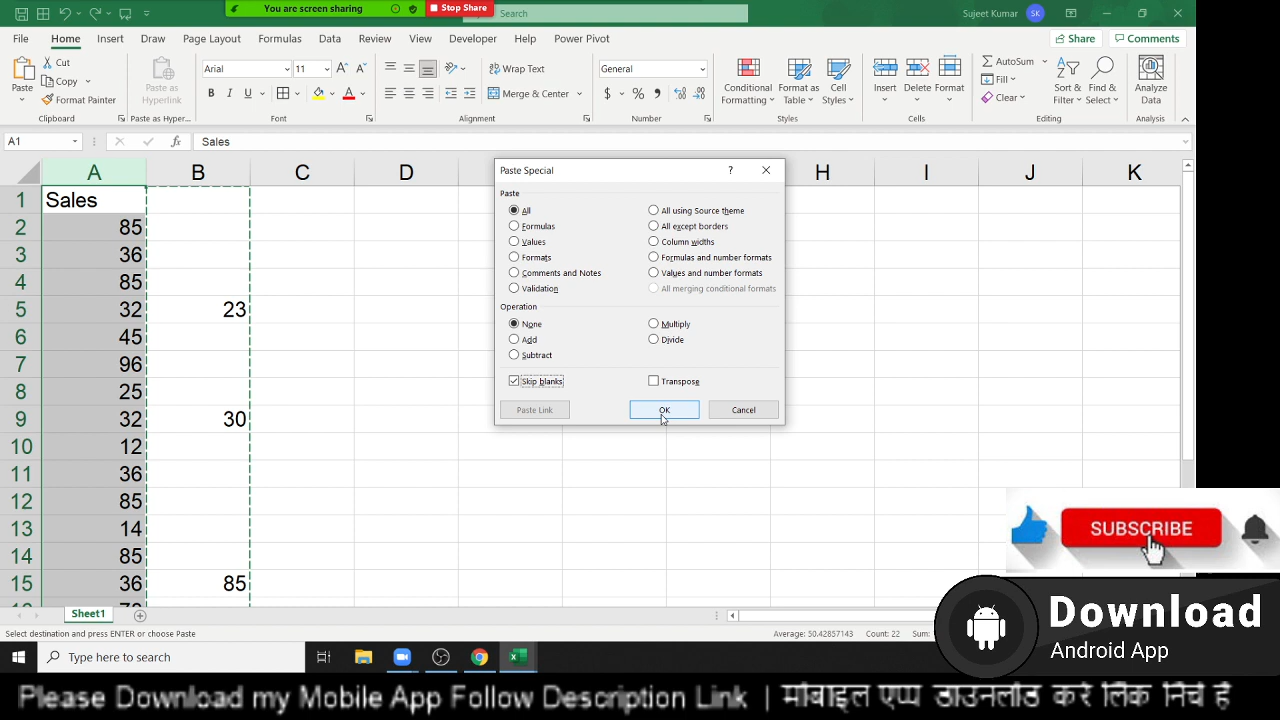 You are screen sharing
Stop Share
Search
Sujeet Kumar
SK
File Home Insert Draw Page Layout Formulas Data Review View Developer Help Power Pivot
Share
Comments
Paste
Cut
Copy
Format Painter
Clipboard
Paste as Hyperlink
Paste as Hyper...
Arial
11
B I U
Font
Wrap Text
Merge & Center
Alignment
General
$ % ,
Number
Conditional Formatting
Format as Table
Cell Styles
Styles
Insert
Delete
Format
Cells
AutoSum
Fill
Clear
Sort & Filter
Find & Select
Editing
Analyze Data
Analysis
A1
fx
Sales
A B C D H I J K
1 Sales
2 85
3 36
4 85
5 32 23
6 45
7 96
8 25
9 32 30
10 12
11 36
12 85
13 14
14 85
15 36 85
Paste Special
?
Paste
All
Formulas
Values
Formats
Comments and Notes
Validation
All using Source theme
All except borders
Column widths
Formulas and number formats
Values and number formats
All merging conditional formats
Operation
None
Add
Subtract
Multiply
Divide
Skip blanks
Transpose
Paste Link
OK
Cancel
SUBSCRIBE
Download
Android App
Sheet1
Select destination and press ENTER or choose Paste
Average: 50.42857143
Count: 22
Sum:
Type here to search
Please Download my Mobile App Follow Description Link | मोबाइल एप्प डाउनलोड करे लिंक निचे है